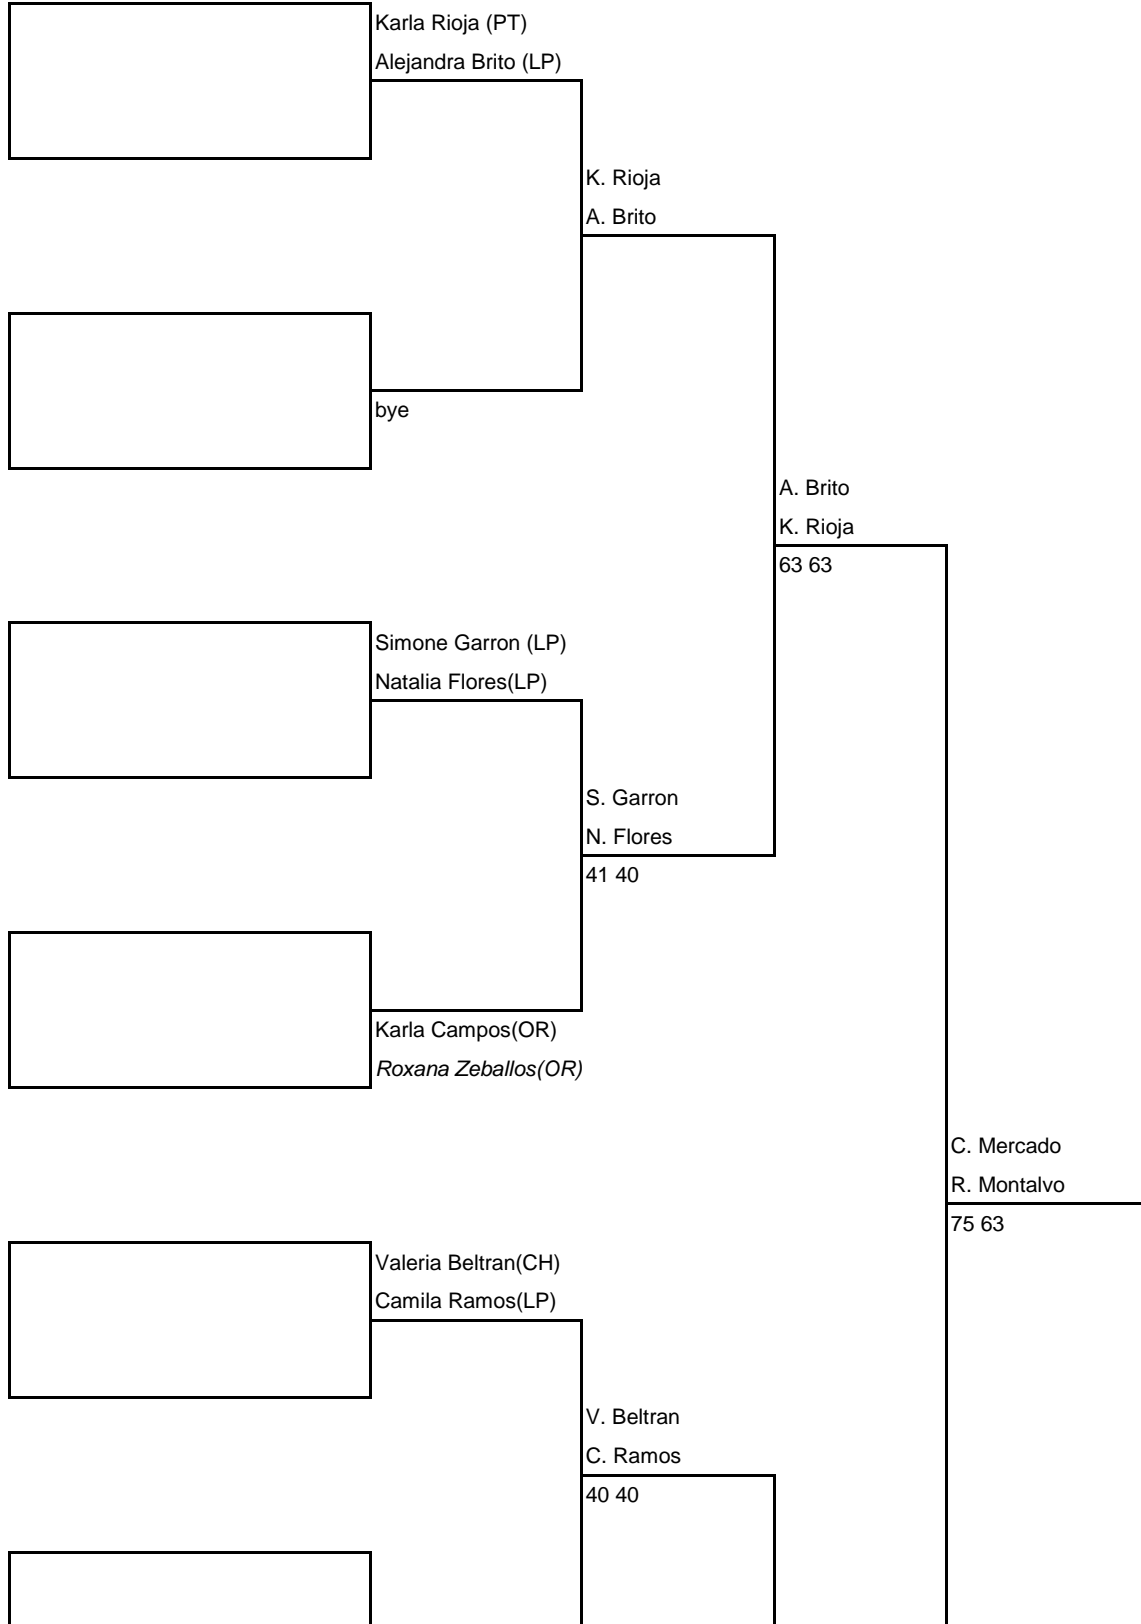 Karla Rioja (PT)
Alejandra Brito (LP)
K. Rioja
A. Brito
bye
A. Brito
K. Rioja
63 63
Simone Garron (LP)
Natalia Flores(LP)
S. Garron
N. Flores
41 40
Karla Campos(OR)
Roxana Zeballos(OR)
C. Mercado
R. Montalvo
75 63
Valeria Beltran(CH)
Camila Ramos(LP)
V. Beltran
C. Ramos
40 40